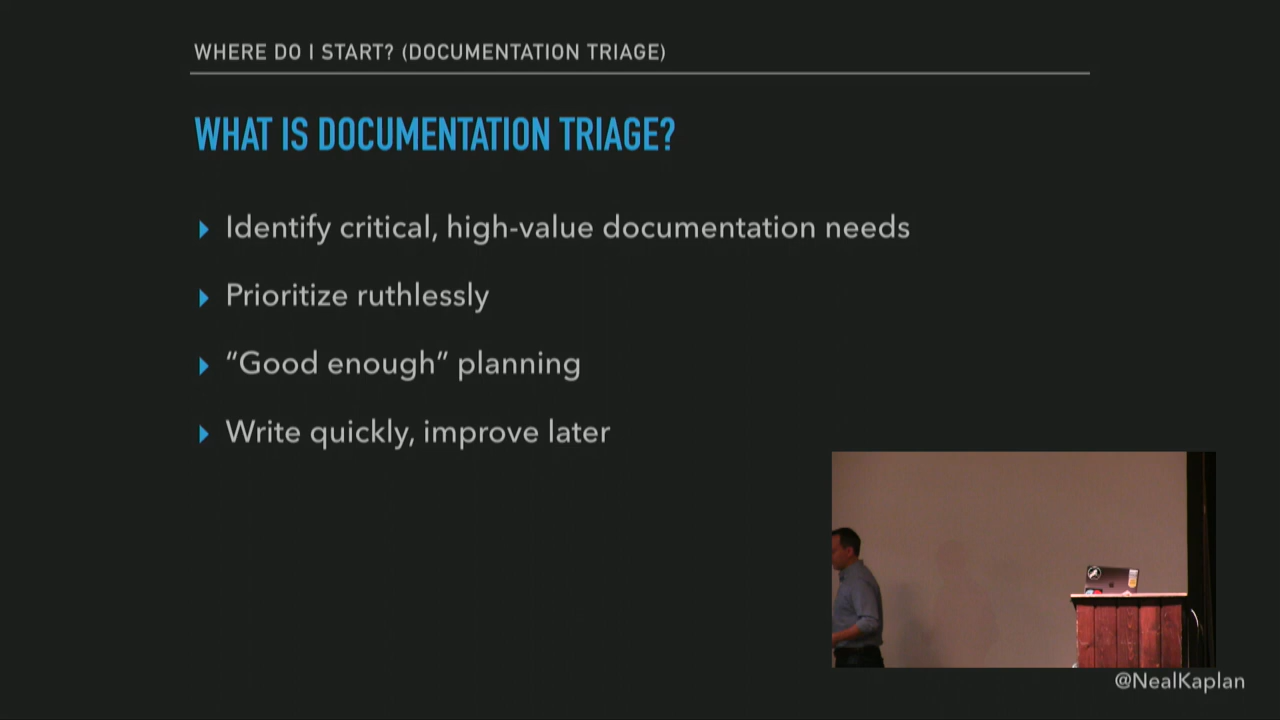 WHERE DO I START? (DOCUMENTATION TRIAGE)
WHAT IS DOCUMENTATION TRIAGE?
Identify critical, high-value documentation needs
Prioritize ruthlessly
“Good enough” planning
Write quickly, improve later
@NealKaplan